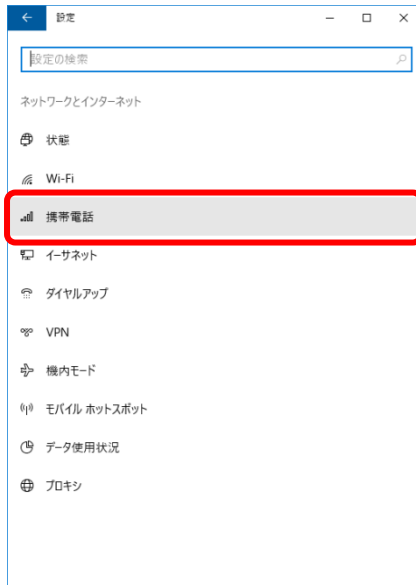 設定
設定の検索
ネットワークとインターネット
状態
Wi-Fi
携帯電話
イーサネット
ダイヤルアップ
VPN
機内モード
モバイル ホットスポット
データ使用状況
プロキシ